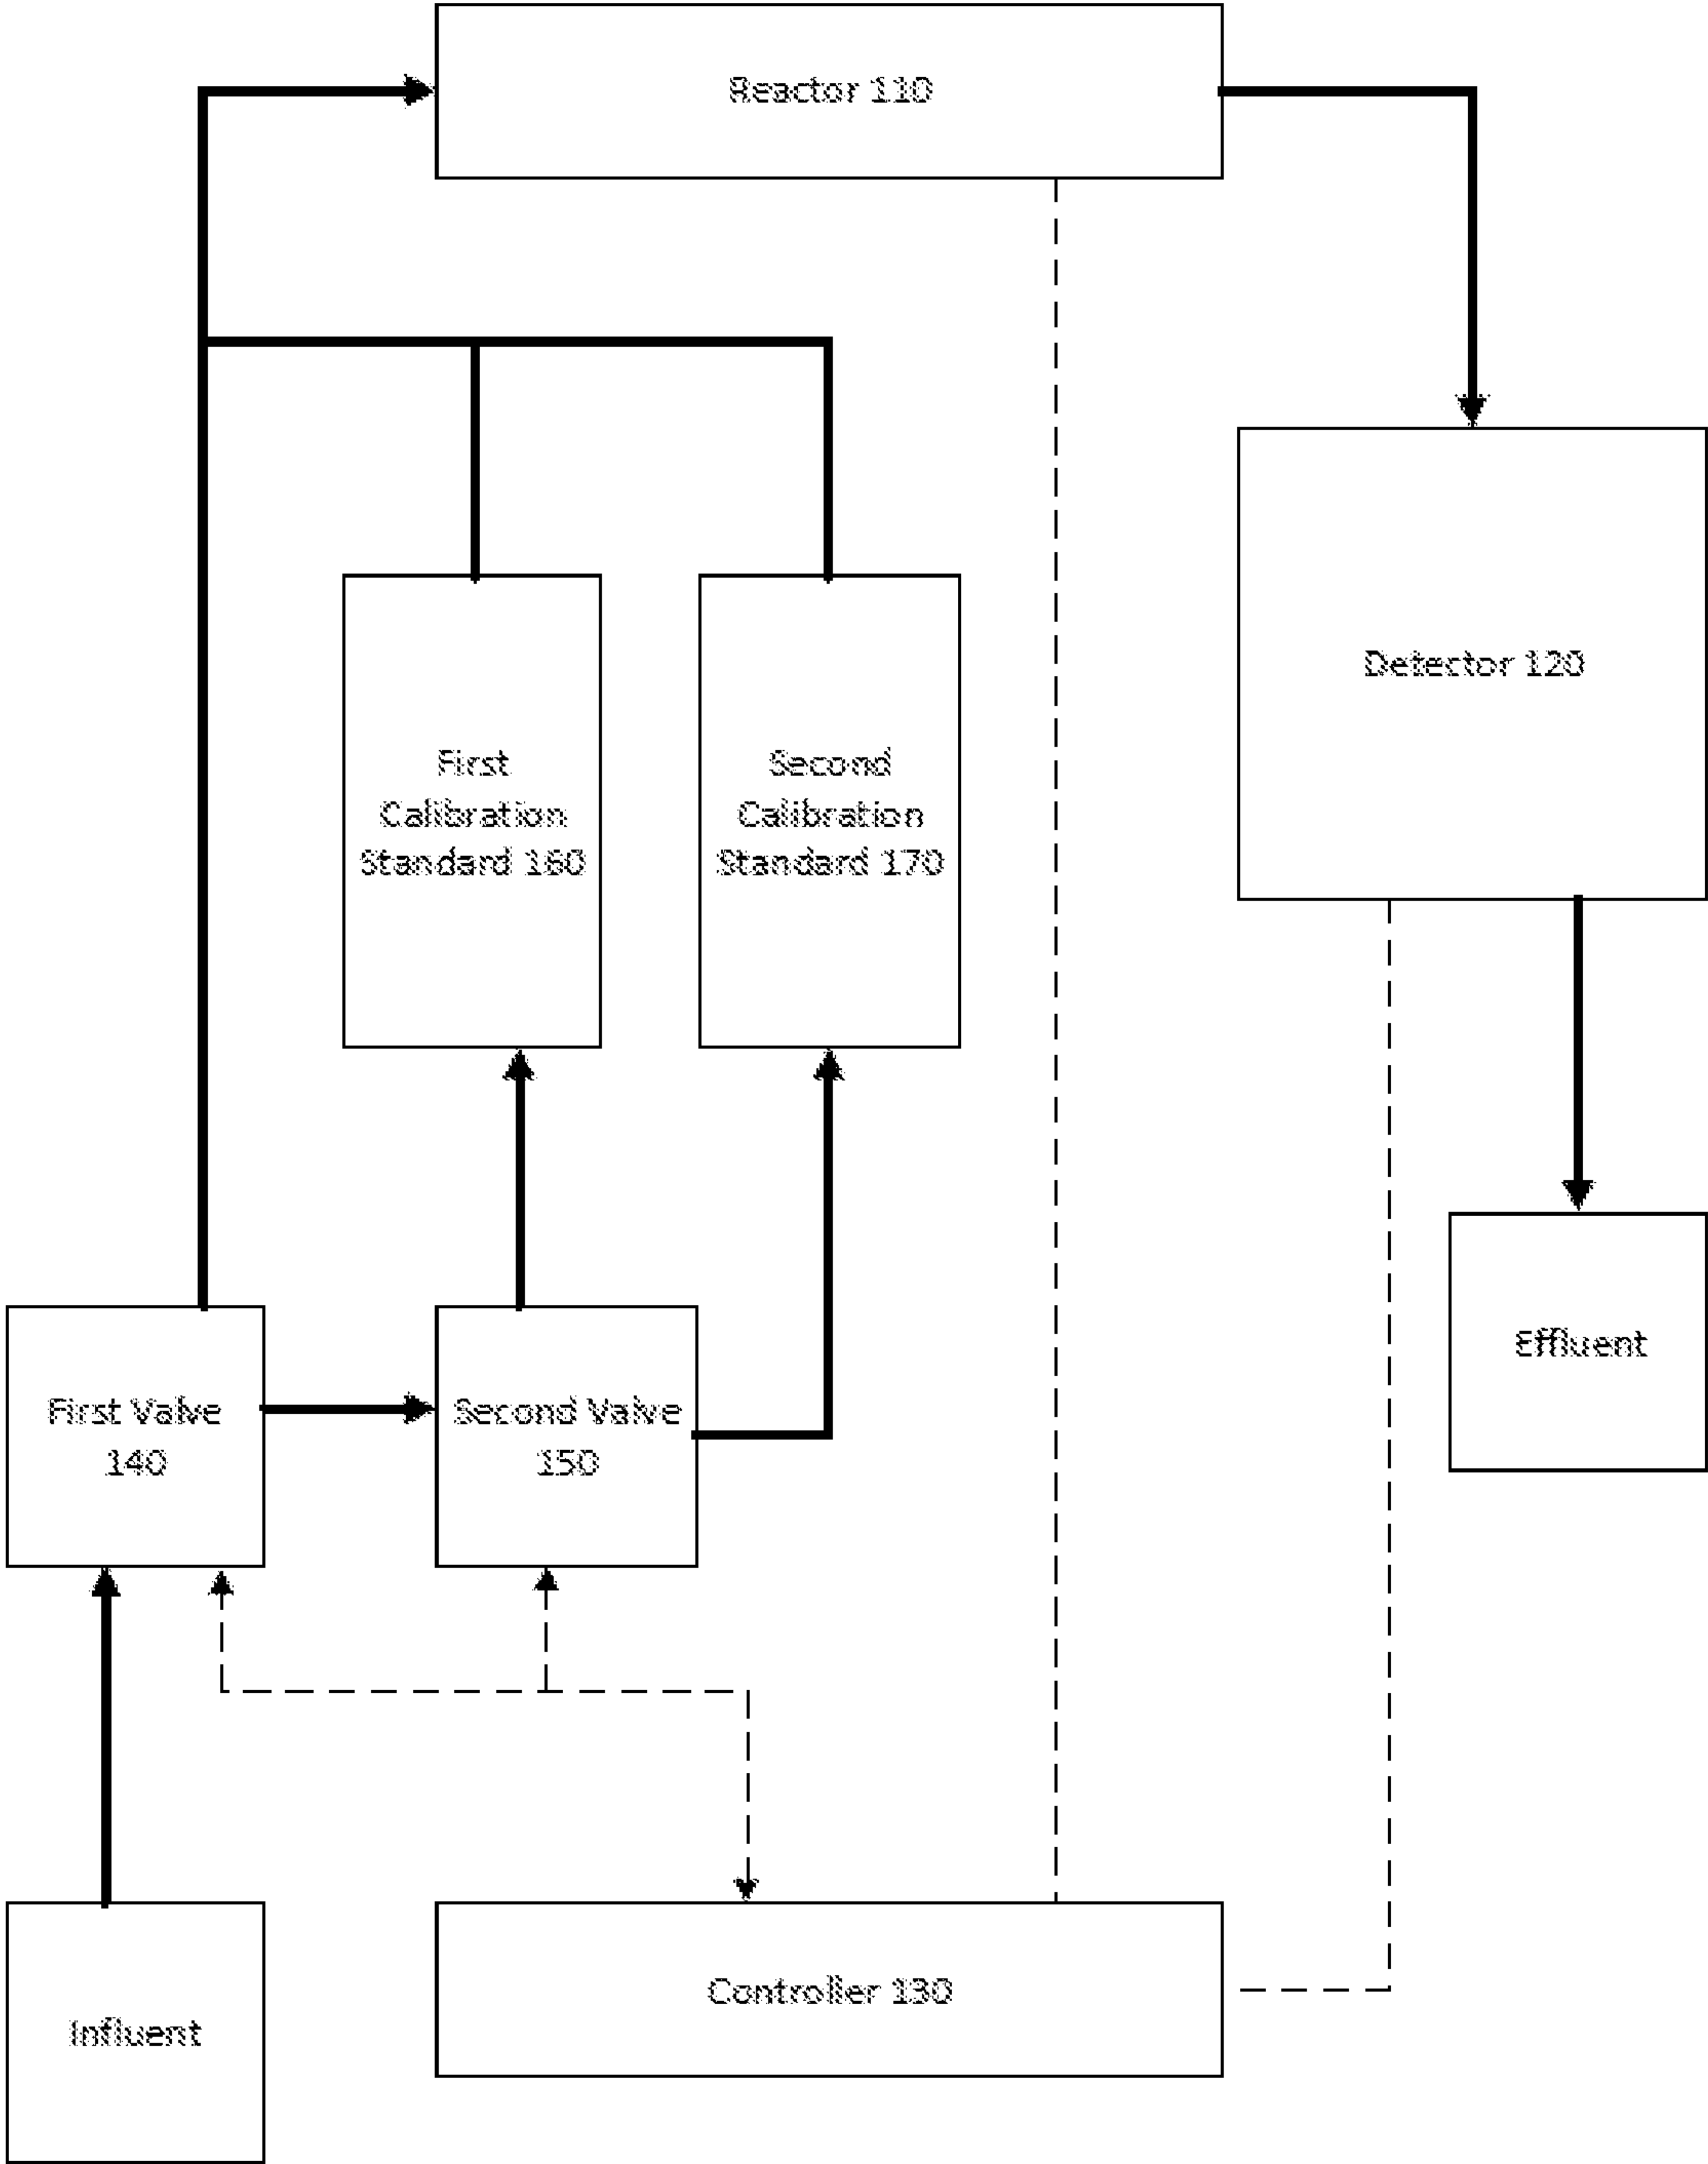 Reactor 110
Detector 120
First
Calibration
Standard 160
Second
Calibration
Standard 170
Effluent
First Valve
140
Second Valve
150
Controller 130
Influent